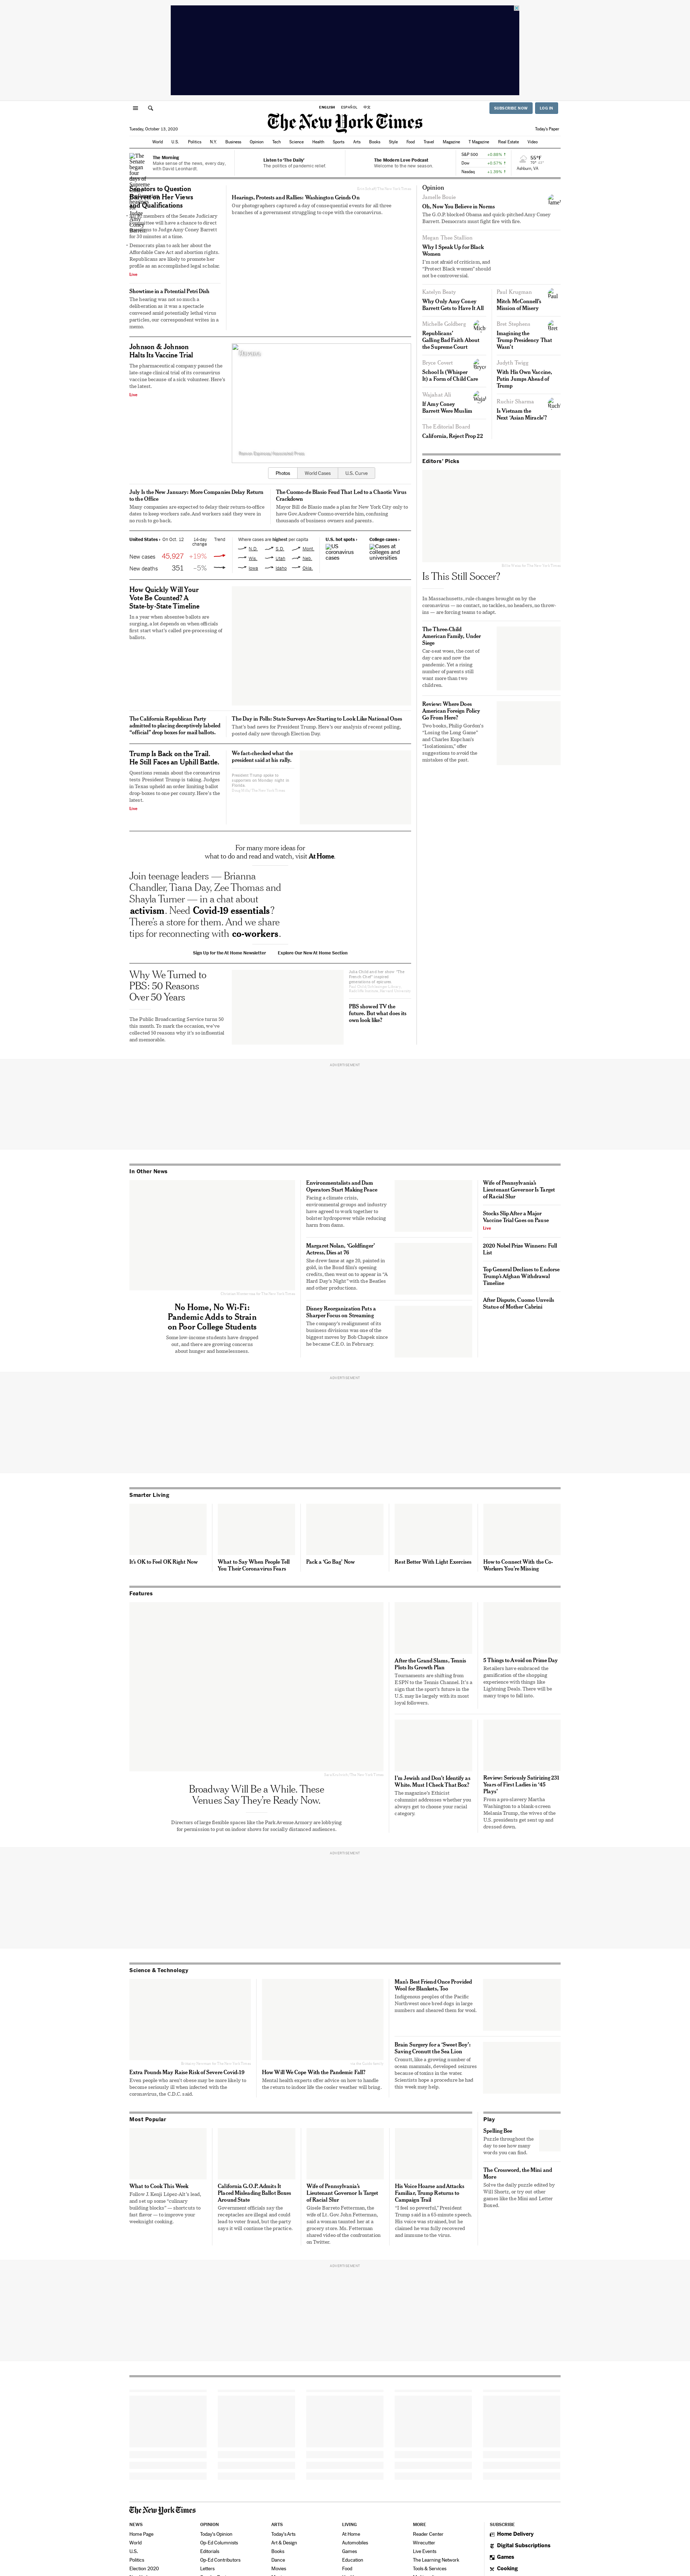 ENGLISH ESPAÑOL 中文
SUBSCRIBE NOW LOG IN
The New York Times
Tuesday, October 13, 2020
Today's Paper
World U.S. Politics N.Y. Business Opinion Tech Science Health Sports Arts Books Style Food Travel Magazine T Magazine Real Estate Video
The Morning
Make sense of the news, every day,
with David Leonhardt.
Listen to 'The Daily'
The politics of pandemic relief.
The Modern Love Podcast
Welcome to the new season.
S&P 500
Dow
Nasdaq
55°F
Ashburn, VA
Senators to Question
Barrett on Her Views
and Qualifications
Democrats plan to ask her about the
Affordable Care Act and abortion rights.
Republicans are likely to promote her
profile as an accomplished legal scholar.
Live
Showtime in a Potential Petri Dish
The hearing was not so much a
deliberation as it was a spectacle
convened amid potentially lethal virus
particles, our correspondent writes in a
memo.
Hearings, Protests and Rallies: Washington Grinds On
Our photographers captured a day of consequential events for all three
branches of a government struggling to cope with the coronavirus.
Johnson & Johnson
Halts Its Vaccine Trial
The pharmaceutical company paused the
late-stage clinical trial of its coronavirus
vaccine because of a sick volunteer. Here's
the latest.
Live
Photos World Cases U.S. Curve
July Is the New January: More Companies Delay Return
to the Office
Many companies are expected to delay their return-to-office
dates to keep workers safe. And workers said they were in
no rush to go back.
The Cuomo-de Blasio Feud That Led to a Chaotic Virus
Crackdown
Mayor Bill de Blasio made a plan for New York City only to
have Gov. Andrew Cuomo override him, confusing
thousands of business owners and parents.
United States › On Oct. 12 14-day
change Trend
New cases 45,927 +19%
New deaths 351 –5%
Where cases are highest per capita
N.D. S.D. Mont.
Wis. Utah Neb.
Iowa Idaho Okla.
U.S. hot spots ›
US
coronavirus
cases
College cases ›
Cases at
colleges and
universities
How Quickly Will Your
Vote Be Counted? A
State-by-State Timeline
In a year when absentee ballots are
surging, a lot depends on when officials
first start what's called pre-processing of
ballots.
The California Republican Party
admitted to placing deceptively labeled
“official” drop boxes for mail ballots.
The Day in Polls: State Surveys Are Starting to Look Like National Ones
That's bad news for President Trump. Here's our analysis of recent polling,
updated daily now through Election Day.
Trump Is Back on the Trail.
He Still Faces an Uphill Battle.
Questions remain about the coronavirus
tests President Trump is taking. Judges
in Texas upheld an order limiting ballot
drop boxes to one per county. Here's the
latest.
Live
We fact-checked what the
president said at his rally.
President Trump spoke to
supporters on Monday night in
Florida.
For many more ideas for
what to do and read and watch, visit At Home.
Join teenage leaders — Brianna
Chandler, Tiana Day, Zee Thomas and
Shayla Turner — in a chat about
activism. Need Covid-19 essentials?
There's a store for them. And we share
tips for reconnecting with co-workers.
Sign Up for the At Home Newsletter Explore Our New At Home Section
Why We Turned to
PBS: 50 Reasons
Over 50 Years
The Public Broadcasting Service turns 50
this month. To mark the occasion, we've
collected 50 reasons why it's so influential
and memorable.
PBS showed TV the
future. But what does its
own look like?
Opinion
Jamelle Bouie
Oh, Now You Believe in Norms
The G.O.P. blocked Obama and quick-pitched Amy Coney
Barrett. Democrats must fight fire with fire.
Megan Thee Stallion
Why I Speak Up for Black
Women
I'm not afraid of criticism, and
“Protect Black women” should
not be controversial.
Katelyn Beaty
Why Only Amy Coney
Barrett Gets to Have It All
Paul Krugman
Mitch McConnell's
Mission of Misery
Michelle Goldberg
Republicans'
Galling Bad Faith About
the Supreme Court
Bret Stephens
Imagining the
Trump Presidency That
Wasn't
Bryce Covert
School Is (Whisper
It) a Form of Child Care
Judith Twigg
With His Own Vaccine,
Putin Jumps Ahead of
Trump
Wajahat Ali
If Amy Coney
Barrett Were Muslim
Ruchir Sharma
Is Vietnam the
Next 'Asian Miracle'?
The Editorial Board
California, Reject Prop 22
Editors' Picks
Is This Still Soccer?
In Massachusetts, rule changes brought on by the
coronavirus — no contact, no tackles, no headers, no throw-
ins — are forcing teams to adapt.
The Three-Child
American Family, Under
Siege
Car-seat woes, the cost of
day care and now the
pandemic. Yet a rising
number of parents still
want more than two
children.
Review: Where Does
American Foreign Policy
Go From Here?
Two books, Philip Gordon's
“Losing the Long Game”
and Charles Kupchan's
“Isolationism,” offer
suggestions to avoid the
mistakes of the past.
ADVERTISEMENT
In Other News
No Home, No Wi-Fi:
Pandemic Adds to Strain
on Poor College Students
Some low-income students have dropped
out, and there are growing concerns
about hunger and homelessness.
Environmentalists and Dam
Operators Start Making Peace
Facing a climate crisis,
environmental groups and industry
have agreed to work together to
bolster hydropower while reducing
harm from dams.
Margaret Nolan, 'Goldfinger'
Actress, Dies at 76
She drew fame at age 20, painted in
gold, in the Bond film's opening
credits, then went on to appear in “A
Hard Day's Night” with the Beatles
and other productions.
Disney Reorganization Puts a
Sharper Focus on Streaming
The company's realignment of its
business divisions was one of the
biggest moves by Bob Chapek since
he became C.E.O. in February.
Wife of Pennsylvania's
Lieutenant Governor Is Target
of Racial Slur
Stocks Slip After a Major
Vaccine Trial Goes on Pause
Live
2020 Nobel Prize Winners: Full
List
Top General Declines to Endorse
Trump's Afghan Withdrawal
Timeline
After Dispute, Cuomo Unveils
Statue of Mother Cabrini
ADVERTISEMENT
Smarter Living
It's OK to Feel OK Right Now
What to Say When People Tell
You Their Coronavirus Fears
Pack a 'Go Bag' Now
Rest Better With Light Exercises
How to Connect With the Co-
Workers You're Missing
Features
Broadway Will Be a While. These
Venues Say They're Ready Now.
Directors of large flexible spaces like the Park Avenue Armory are lobbying
for permission to put on indoor shows for socially distanced audiences.
After the Grand Slams, Tennis
Plots Its Growth Plan
Tournaments are shifting from
ESPN to the Tennis Channel. It's a
sign that the sport's future in the
U.S. may lie largely with its most
loyal followers.
5 Things to Avoid on Prime Day
Retailers have embraced the
gamification of the shopping
experience with things like
Lightning Deals. There will be
many traps to fall into.
I'm Jewish and Don't Identify as
White. Must I Check That Box?
The magazine's Ethicist
columnist addresses whether you
always get to choose your racial
category.
Review: Seriously Satirizing 231
Years of First Ladies in '45
Plays'
From a pre-slavery Martha
Washington to a blank-screen
Melania Trump, the wives of the
U.S. presidents get sent up and
dressed down.
ADVERTISEMENT
Science & Technology
Extra Pounds May Raise Risk of Severe Covid-19
Even people who aren't obese may be more likely to
become seriously ill when infected with the
coronavirus, the C.D.C. said.
How Will We Cope With the Pandemic Fall?
Mental health experts offer advice on how to handle
the return to indoor life the cooler weather will bring.
Man's Best Friend Once Provided
Wool for Blankets, Too
Indigenous peoples of the Pacific
Northwest once bred dogs in large
numbers and sheared them for wool.
Brain Surgery for a 'Sweet Boy':
Saving Cronutt the Sea Lion
Cronutt, like a growing number of
ocean mammals, developed seizures
because of toxins in the water.
Scientists hope a procedure he had
this week may help.
Most Popular
What to Cook This Week
Follow J. Kenji López-Alt's lead,
and set up some “culinary
building blocks” — shortcuts to
fast flavor — to improve your
weeknight cooking.
California G.O.P. Admits It
Placed Misleading Ballot Boxes
Around State
Government officials say the
receptacles are illegal and could
lead to voter fraud, but the party
says it will continue the practice.
Wife of Pennsylvania's
Lieutenant Governor Is Target
of Racial Slur
Gisele Barreto Fetterman, the
wife of Lt. Gov. John Fetterman,
said a woman taunted her at a
grocery store. Ms. Fetterman
shared video of the confrontation
on Twitter.
His Voice Hoarse and Attacks
Familiar, Trump Returns to
Campaign Trail
“I feel so powerful,” President
Trump said in a 65-minute speech.
His voice was strained, but he
claimed he was fully recovered
and immune to the virus.
Play
Spelling Bee
Puzzle throughout the
day to see how many
words you can find.
The Crossword, the Mini and
More
Solve the daily puzzle edited by
Will Shortz, or try out other
games like the Mini and Letter
Boxed.
ADVERTISEMENT
The New York Times
NEWS OPINION ARTS LIVING MORE SUBSCRIBE
Home Page Today's Opinion Today's Arts At Home Reader Center Home Delivery
World Op-Ed Columnists Art & Design Automobiles Wirecutter Digital Subscriptions
U.S. Editorials Books Games Live Events Games
Politics Op-Ed Contributors Dance Education The Learning Network Cooking
Election 2020 Letters Movies Food Tools & Services